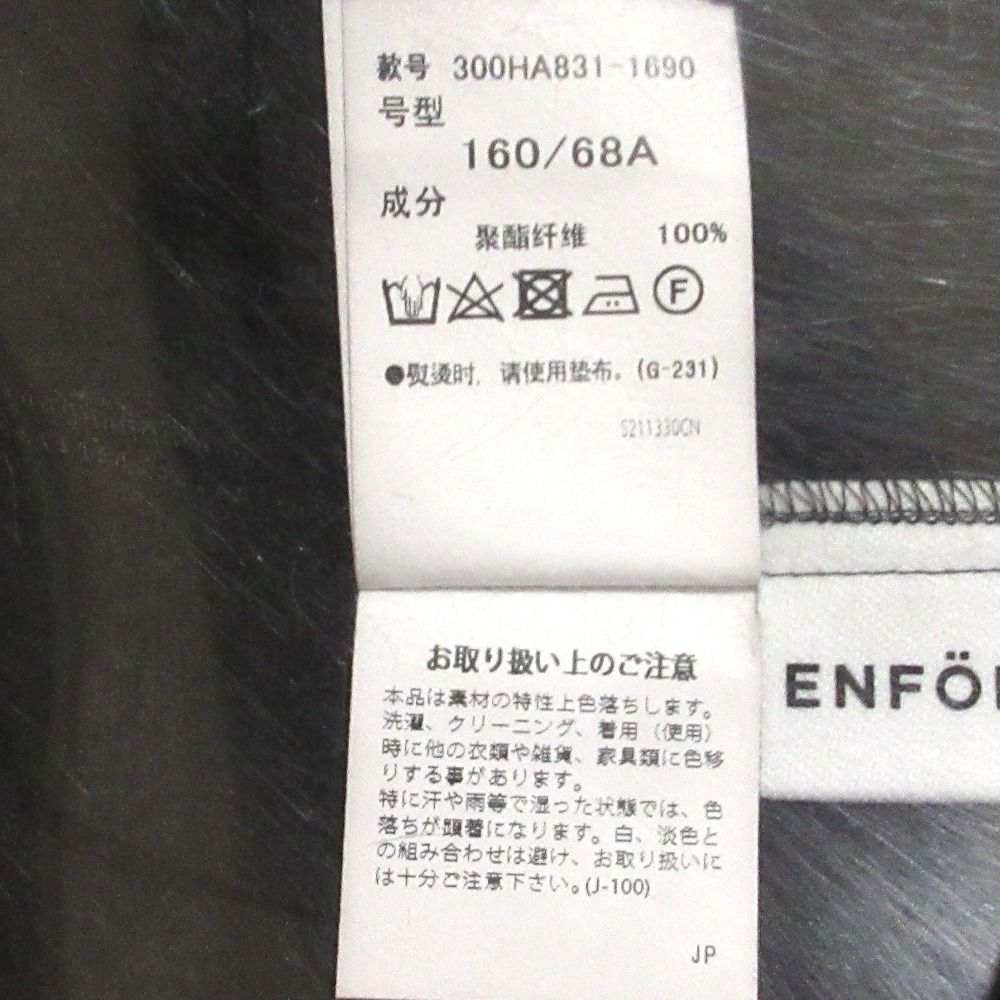 款号 300HA831-1690
号型
160/68A
成分
聚酯纤维 100%
F
●熨烫时, 请使用垫布。(G-231)
S211330CN
お取り扱い上のご注意
本品は素材の特性上色落ちします。
洗濯、クリーニング、着用（使用）
時に他の衣類や雑貨、家具類に色移
りする事があります。
特に汗や雨等で湿った状態では、色
落ちが顕著になります。白、淡色と
の組み合わせは避け、お取り扱いに
は十分ご注意下さい。(J-100)
JP
ENFÖ